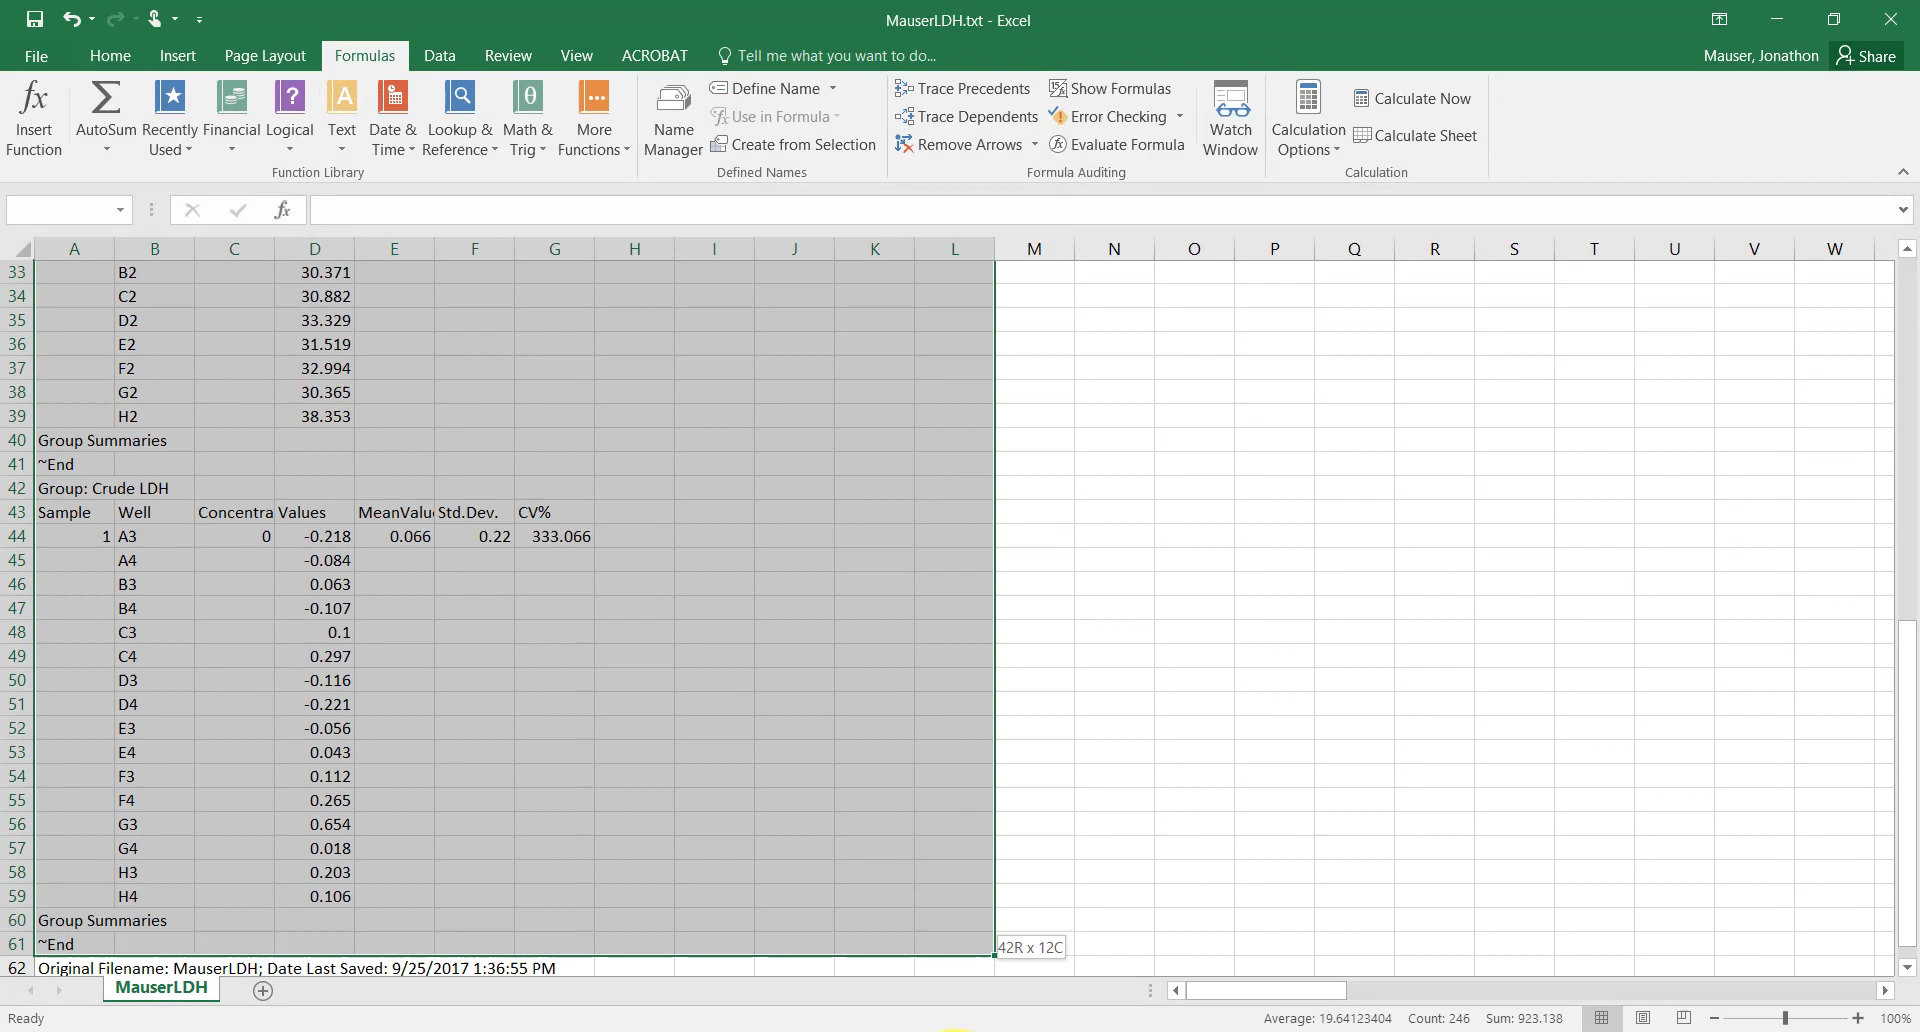 MauserLDH.txt - Excel
File Home Insert Page Layout Formulas Data Review View ACROBAT Tell me what you want to do... Mauser, Jonathon Share
Insert Function
AutoSum
Recently Used
Financial
Logical
Text
Date & Time
Lookup & Reference
Math & Trig
More Functions
Function Library
Name Manager
Define Name
Use in Formula
Create from Selection
Defined Names
Trace Precedents
Trace Dependents
Remove Arrows
Show Formulas
Error Checking
Evaluate Formula
Formula Auditing
Watch Window
Calculation Options
Calculate Now
Calculate Sheet
Calculation
fx
A B C D E F G H I J K L M N O P Q R S T U V W
33 B2 30.371
34 C2 30.882
35 D2 33.329
36 E2 31.519
37 F2 32.994
38 G2 30.365
39 H2 38.353
40 Group Summaries
41 ~End
42 Group: Crude LDH
43 Sample Well Concentra Values MeanValu Std.Dev. CV%
44 1 A3 0 -0.218 0.066 0.22 333.066
45 A4 -0.084
46 B3 0.063
47 B4 -0.107
48 C3 0.1
49 C4 0.297
50 D3 -0.116
51 D4 -0.221
52 E3 -0.056
53 E4 0.043
54 F3 0.112
55 F4 0.265
56 G3 0.654
57 G4 0.018
58 H3 0.203
59 H4 0.106
60 Group Summaries
61 ~End
42R x 12C
62 Original Filename: MauserLDH; Date Last Saved: 9/25/2017 1:36:55 PM
MauserLDH
Ready Average: 19.64123404 Count: 246 Sum: 923.138 100%